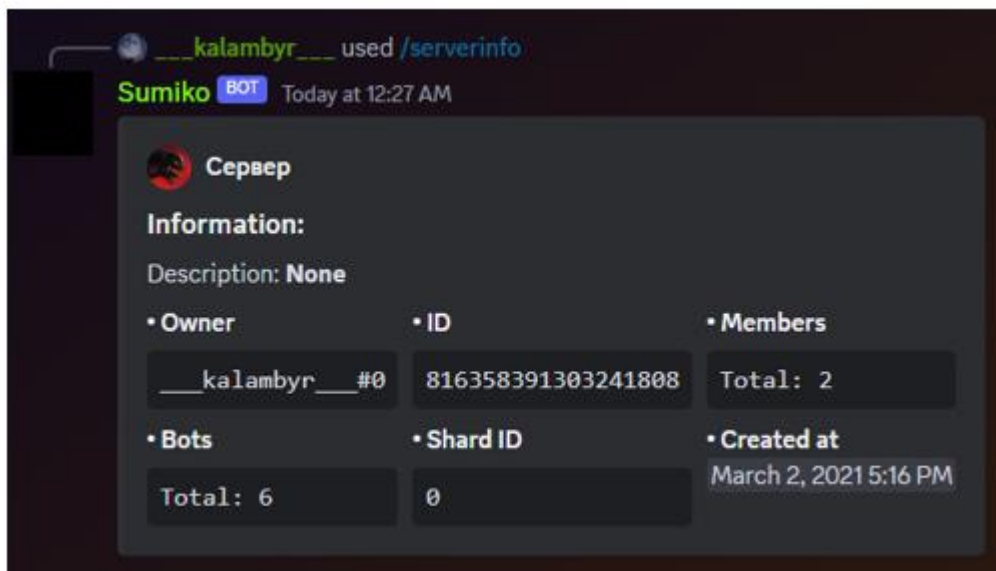 ___kalambyr___ used /serverinfo
Sumiko BOT Today at 12:27 AM
Сервер
Information:
Description: None
• Owner • ID • Members
___kalambyr___#0 816358391303241808 Total: 2
• Bots • Shard ID • Created at
Total: 6 0 March 2, 2021 5:16 PM